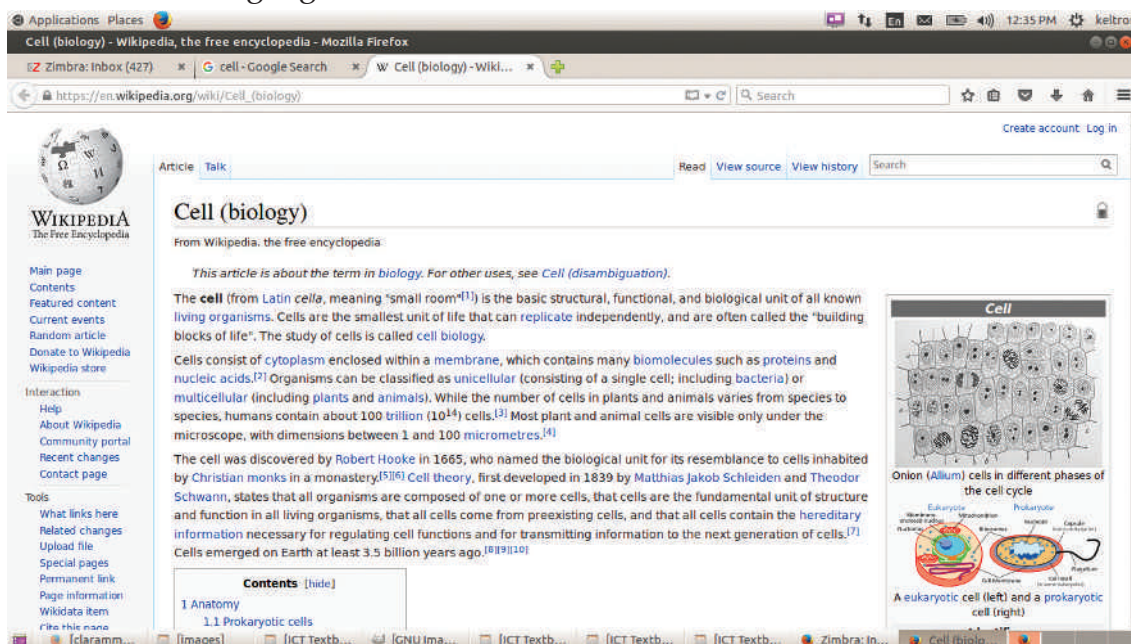 Applications Places
En
12:35 PM
keltro
Cell (biology) - Wikipedia, the free encyclopedia - Mozilla Firefox
Zimbra: Inbox (427)
G cell - Google Search
W Cell (biology) - Wiki...
https://en.wikipedia.org/wiki/Cell_(biology)
Search
Create account Log in
Article Talk
Read View source View history
Search
WIKIPEDIA
The Free Encyclopedia
Main page
Contents
Featured content
Current events
Random article
Donate to Wikipedia
Wikipedia store
Interaction
Help
About Wikipedia
Community portal
Recent changes
Contact page
Tools
What links here
Related changes
Upload file
Special pages
Permanent link
Page information
Wikidata item
Cite this page
Cell (biology)
From Wikipedia, the free encyclopedia
This article is about the term in biology. For other uses, see Cell (disambiguation).
The cell (from Latin cella, meaning "small room"[1]) is the basic structural, functional, and biological unit of all known
living organisms. Cells are the smallest unit of life that can replicate independently, and are often called the "building
blocks of life". The study of cells is called cell biology.
Cells consist of cytoplasm enclosed within a membrane, which contains many biomolecules such as proteins and
nucleic acids.[2] Organisms can be classified as unicellular (consisting of a single cell; including bacteria) or
multicellular (including plants and animals). While the number of cells in plants and animals varies from species to
species, humans contain about 100 trillion (10¹⁴) cells.[3] Most plant and animal cells are visible only under the
microscope, with dimensions between 1 and 100 micrometres.[4]
The cell was discovered by Robert Hooke in 1665, who named the biological unit for its resemblance to cells inhabited
by Christian monks in a monastery.[5][6] Cell theory, first developed in 1839 by Matthias Jakob Schleiden and Theodor
Schwann, states that all organisms are composed of one or more cells, that cells are the fundamental unit of structure
and function in all living organisms, that all cells come from preexisting cells, and that all cells contain the hereditary
information necessary for regulating cell functions and for transmitting information to the next generation of cells.[7]
Cells emerged on Earth at least 3.5 billion years ago.[8][9][10]
Contents [hide]
1 Anatomy
1.1 Prokaryotic cells
Cell
Onion (Allium) cells in different phases of
the cell cycle
Eukaryote Prokaryote
Mitochondrion
Nucleoid
Capsule
Ribosomes
Flagellum
Cell Membrane
A eukaryotic cell (left) and a prokaryotic
cell (right)
[claramm...
[images]
[ICT Textb...
[GNU Ima...
[ICT Textb...
[ICT Textb...
[ICT Textb...
Zimbra: In...
Cell (biolo...